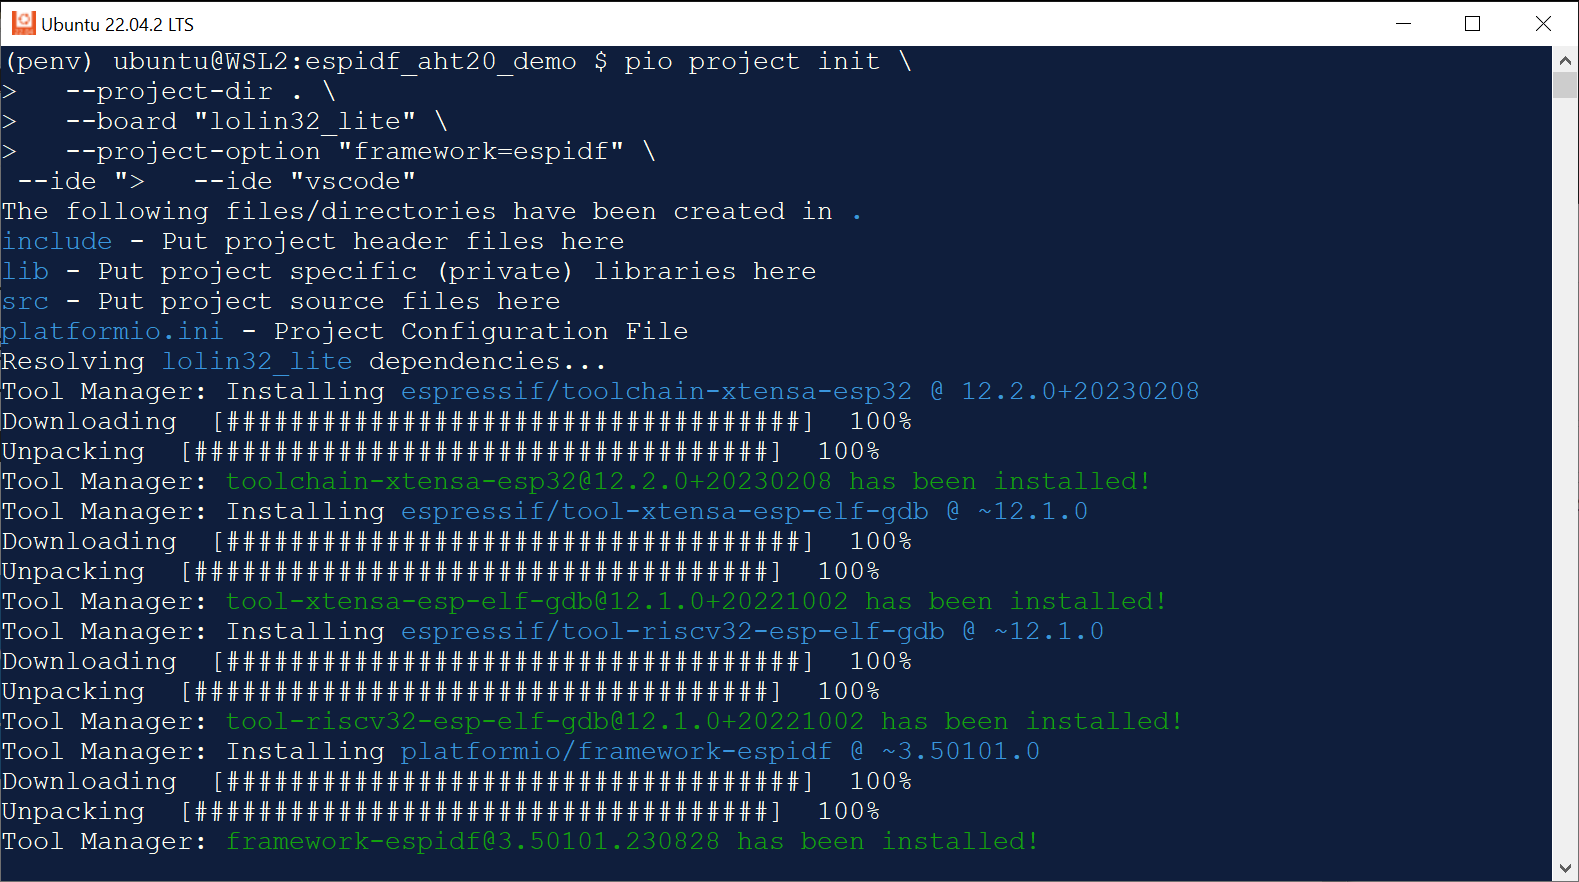 Ubuntu 22.04.2 LTS
(penv) ubuntu@WSL2:espidf_aht20_demo $ pio project init \
>   --project-dir . \
>   --board "lolin32_lite" \
>   --project-option "framework=espidf" \
 --ide ">   --ide "vscode"
The following files/directories have been created in .
include - Put project header files here
lib - Put project specific (private) libraries here
src - Put project source files here
platformio.ini - Project Configuration File
Resolving lolin32_lite dependencies...
Tool Manager: Installing espressif/toolchain-xtensa-esp32 @ 12.2.0+20230208
Downloading  [####################################]  100%
Unpacking  [####################################]  100%
Tool Manager: toolchain-xtensa-esp32@12.2.0+20230208 has been installed!
Tool Manager: Installing espressif/tool-xtensa-esp-elf-gdb @ ~12.1.0
Downloading  [####################################]  100%
Unpacking  [####################################]  100%
Tool Manager: tool-xtensa-esp-elf-gdb@12.1.0+20221002 has been installed!
Tool Manager: Installing espressif/tool-riscv32-esp-elf-gdb @ ~12.1.0
Downloading  [####################################]  100%
Unpacking  [####################################]  100%
Tool Manager: tool-riscv32-esp-elf-gdb@12.1.0+20221002 has been installed!
Tool Manager: Installing platformio/framework-espidf @ ~3.50101.0
Downloading  [####################################]  100%
Unpacking  [####################################]  100%
Tool Manager: framework-espidf@3.50101.230828 has been installed!